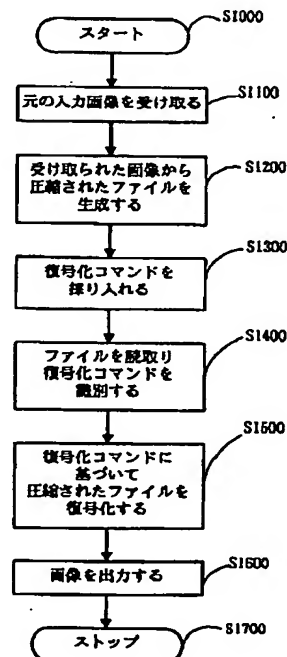 S1000
スタート
S1100
元の入力画像を受け取る
S1200
受け取られた画像から
圧縮されたファイルを
生成する
S1300
復号化コマンドを
採り入れる
S1400
ファイルを読取り
復号化コマンドを
識別する
S1500
復号化コマンドに
基づいて
圧縮されたファイルを
復号化する
S1600
画像を出力する
S1700
ストップ